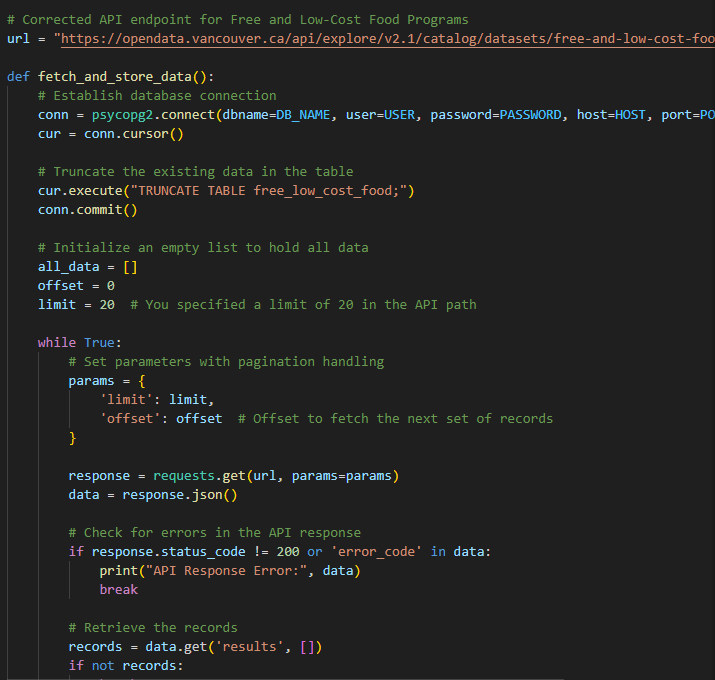 # Corrected API endpoint for Free and Low-Cost Food Programs
url = "https://opendata.vancouver.ca/api/explore/v2.1/catalog/datasets/free-and-low-cost-foo
def fetch_and_store_data():
# Establish database connection
conn = psycopg2.connect(dbname=DB_NAME, user=USER, password=PASSWORD, host=HOST, port=PO
cur = conn.cursor()
# Truncate the existing data in the table
cur.execute("TRUNCATE TABLE free_low_cost_food;")
conn.commit()
# Initialize an empty list to hold all data
all_data = []
offset = 0
limit = 20  # You specified a limit of 20 in the API path
while True:
# Set parameters with pagination handling
params = {
'limit': limit,
'offset': offset  # Offset to fetch the next set of records
}
response = requests.get(url, params=params)
data = response.json()
# Check for errors in the API response
if response.status_code != 200 or 'error_code' in data:
print("API Response Error:", data)
break
# Retrieve the records
records = data.get('results', [])
if not records: